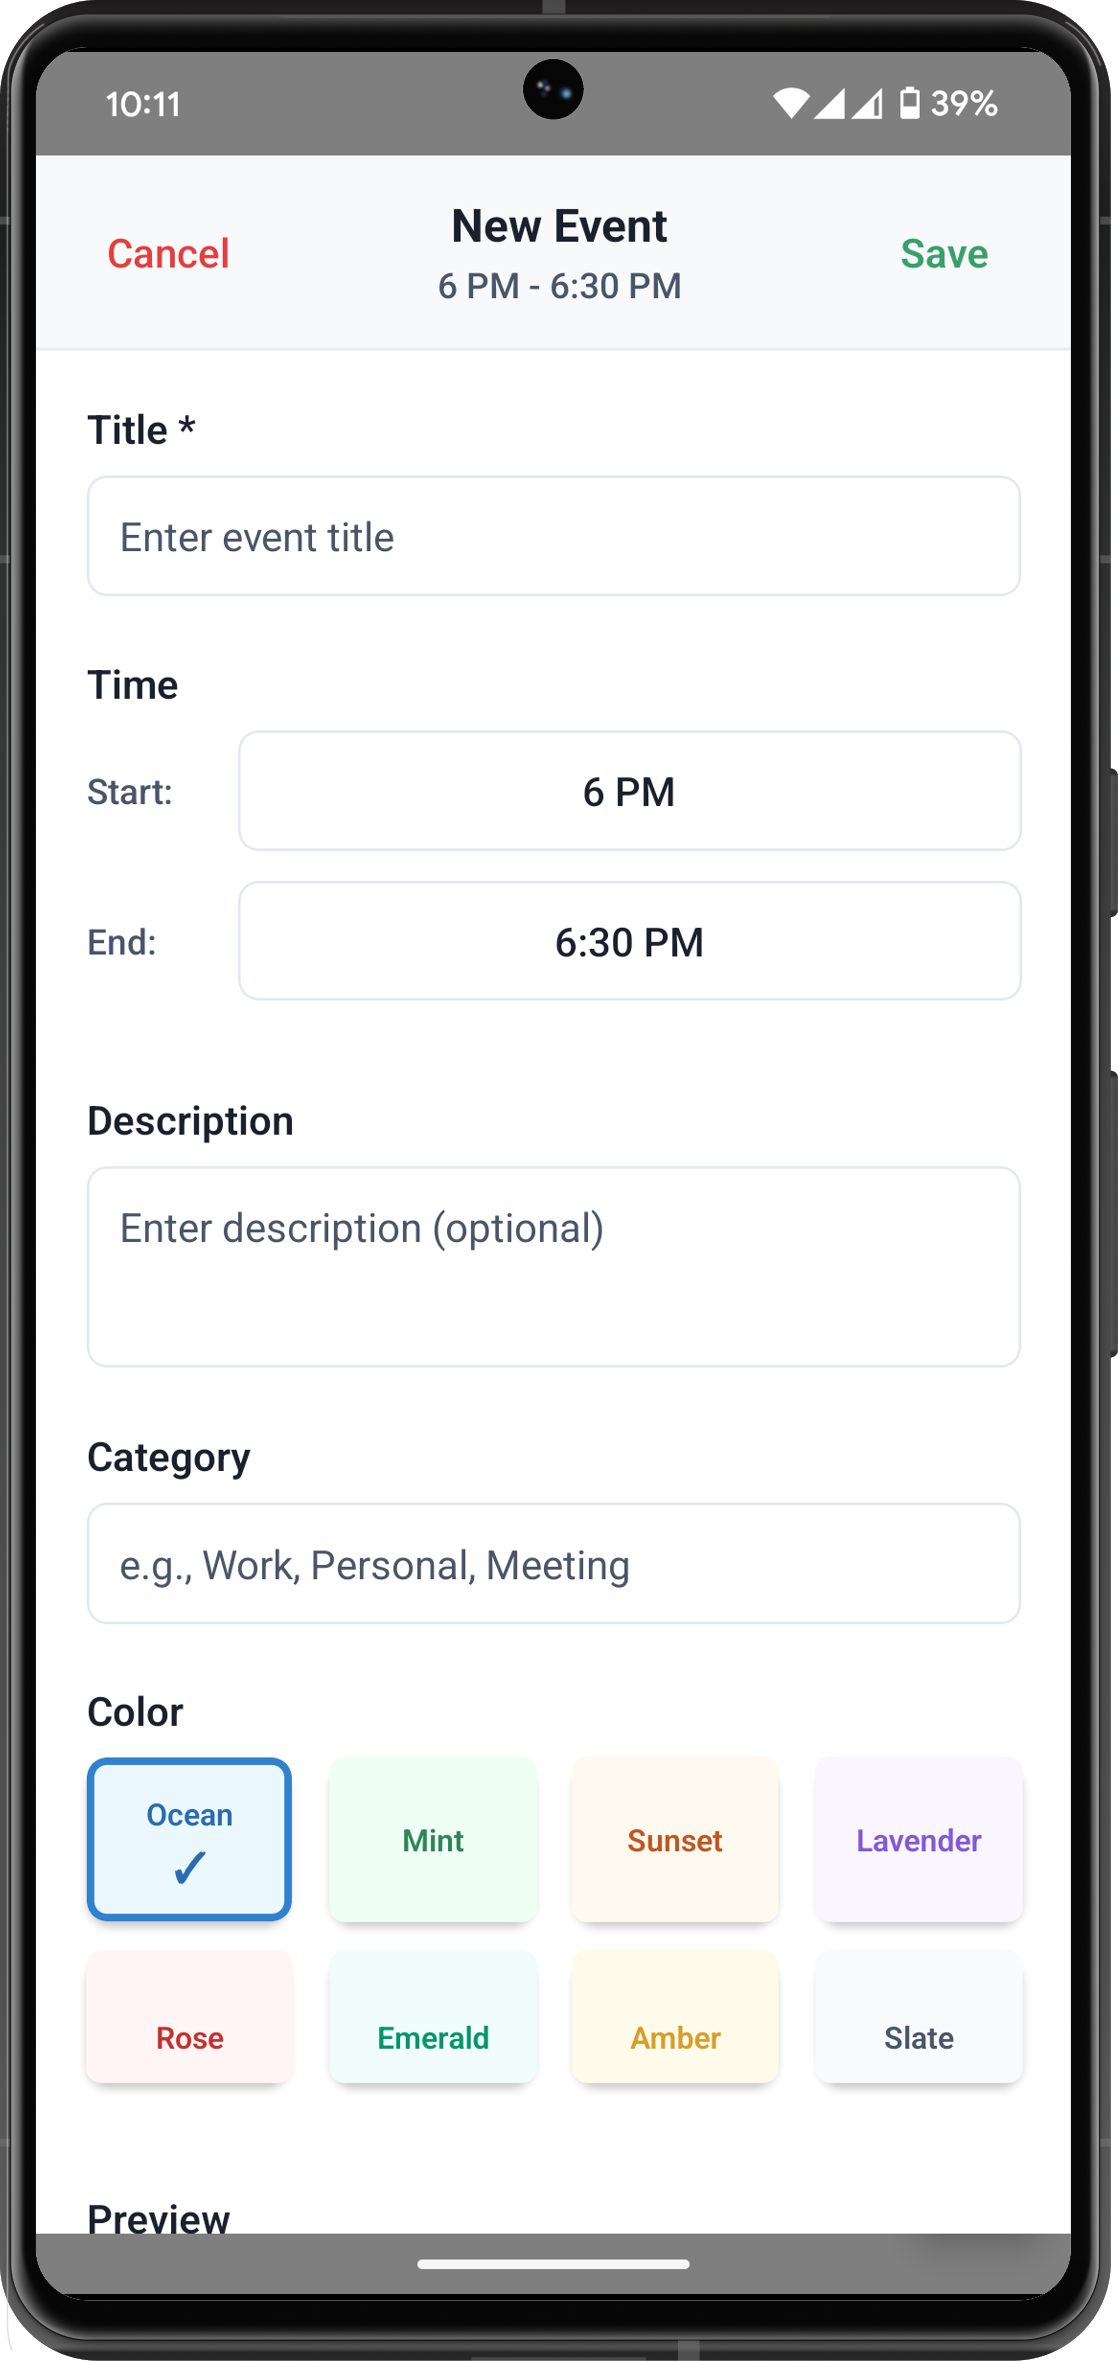 10:11
39%
Cancel
New Event
Save
6 PM - 6:30 PM
Title *
Enter event title
Time
Start:
6 PM
End:
6:30 PM
Description
Enter description (optional)
Category
e.g., Work, Personal, Meeting
Color
Ocean
✓
Mint
Sunset
Lavender
Rose
Emerald
Amber
Slate
Preview